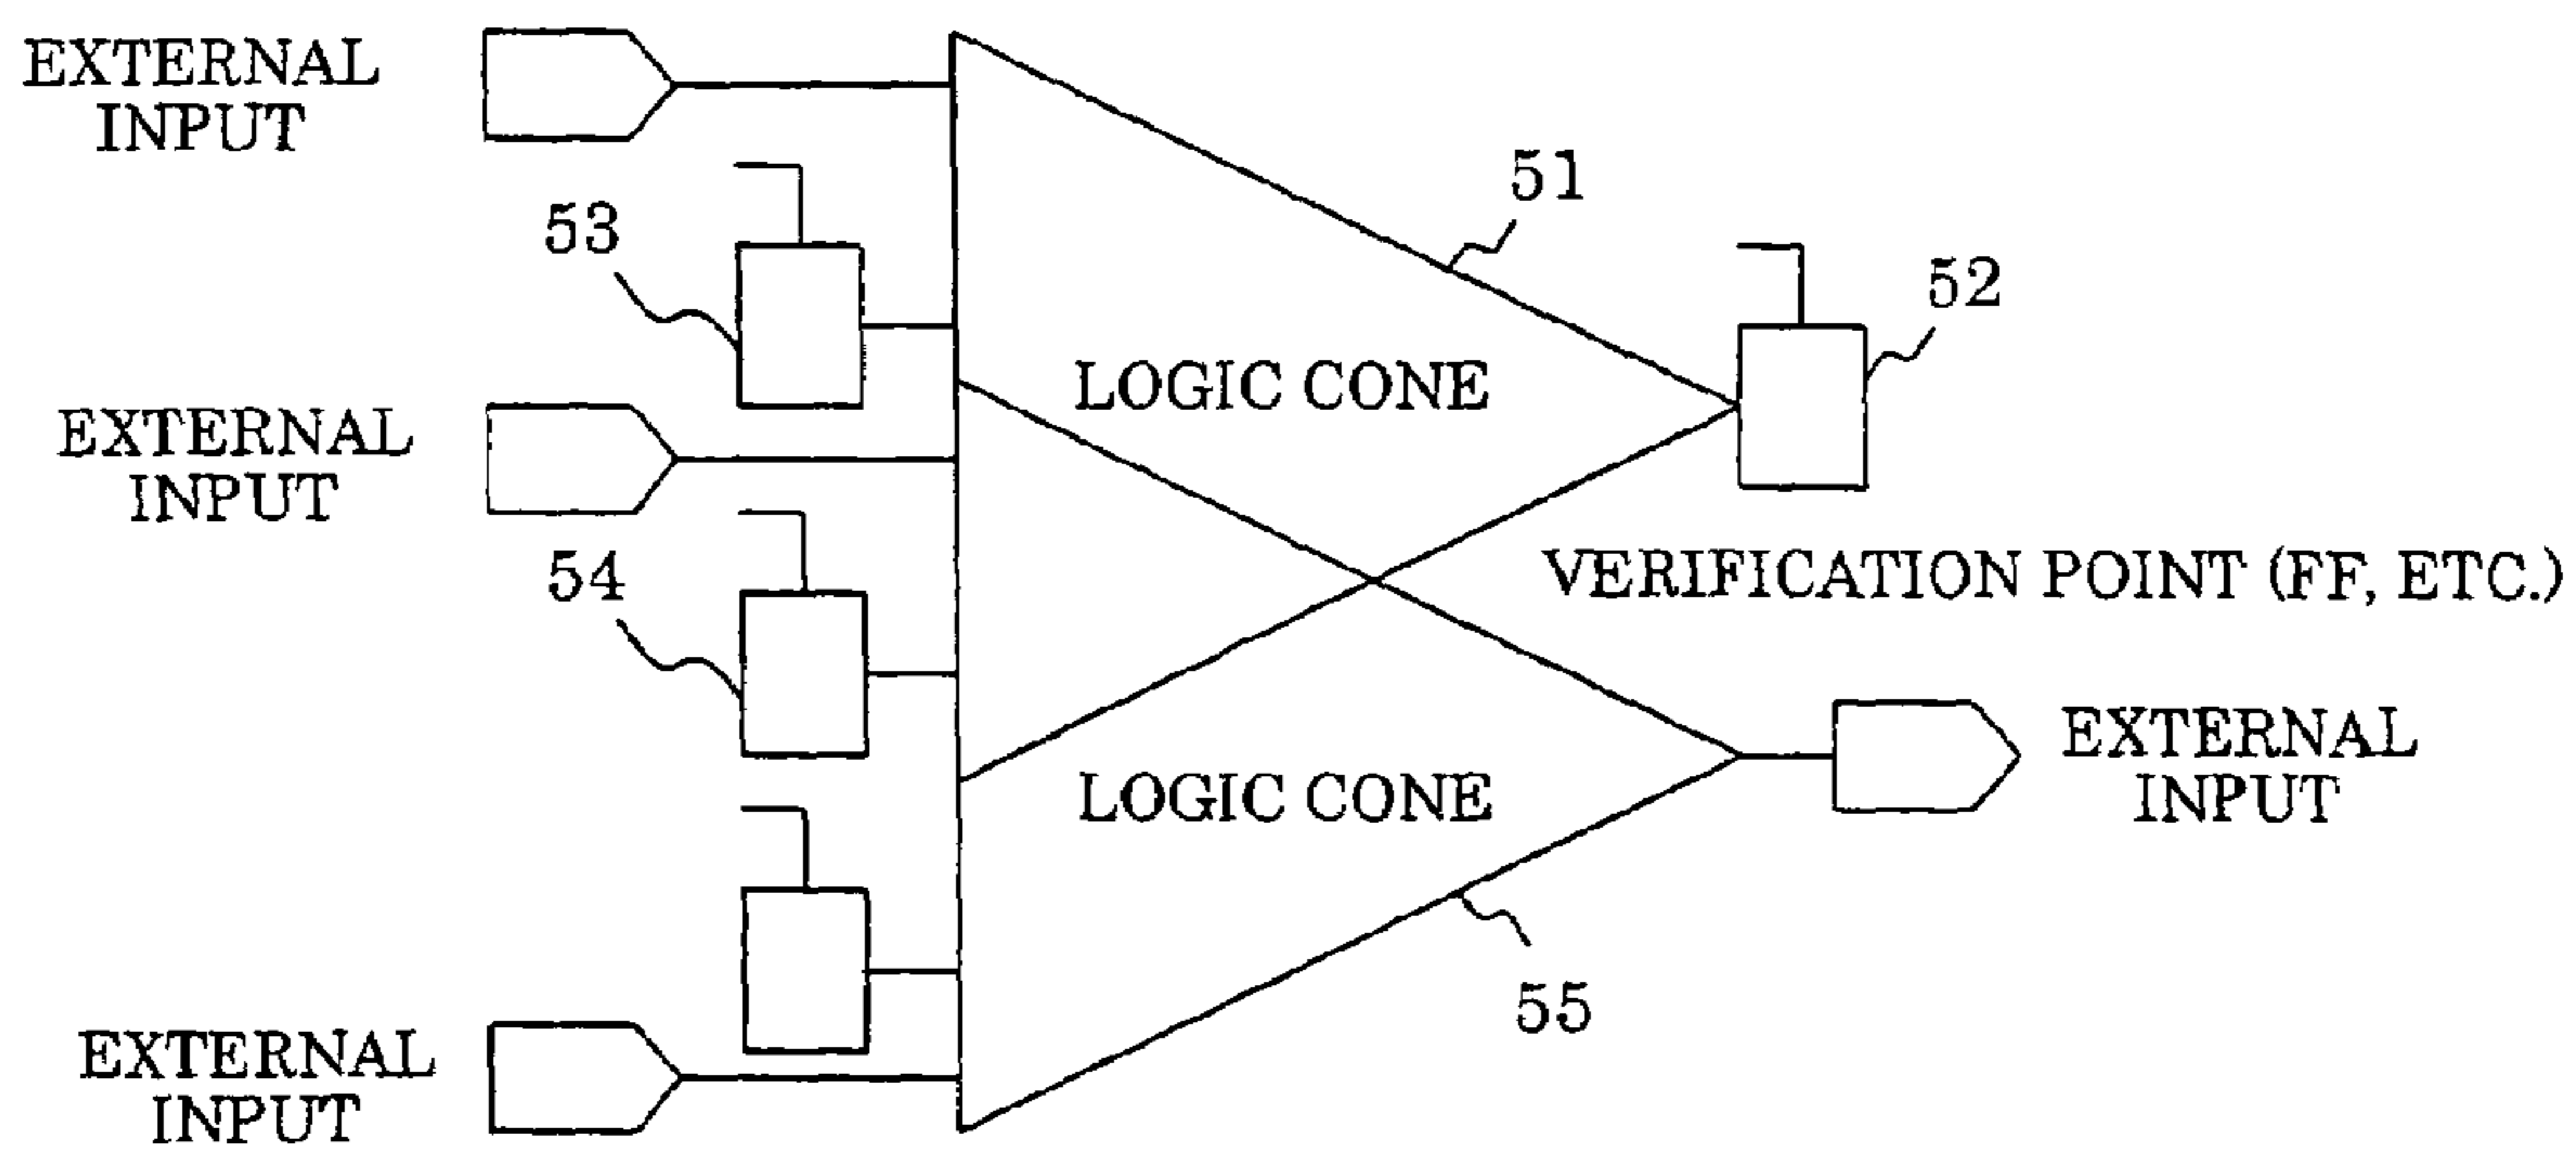 EXTERNAL
INPUT
51
53
52
LOGIC CONE
EXTERNAL
INPUT
54
VERIFICATION POINT (FF, ETC.)
EXTERNAL
INPUT
LOGIC CONE
55
EXTERNAL
INPUT